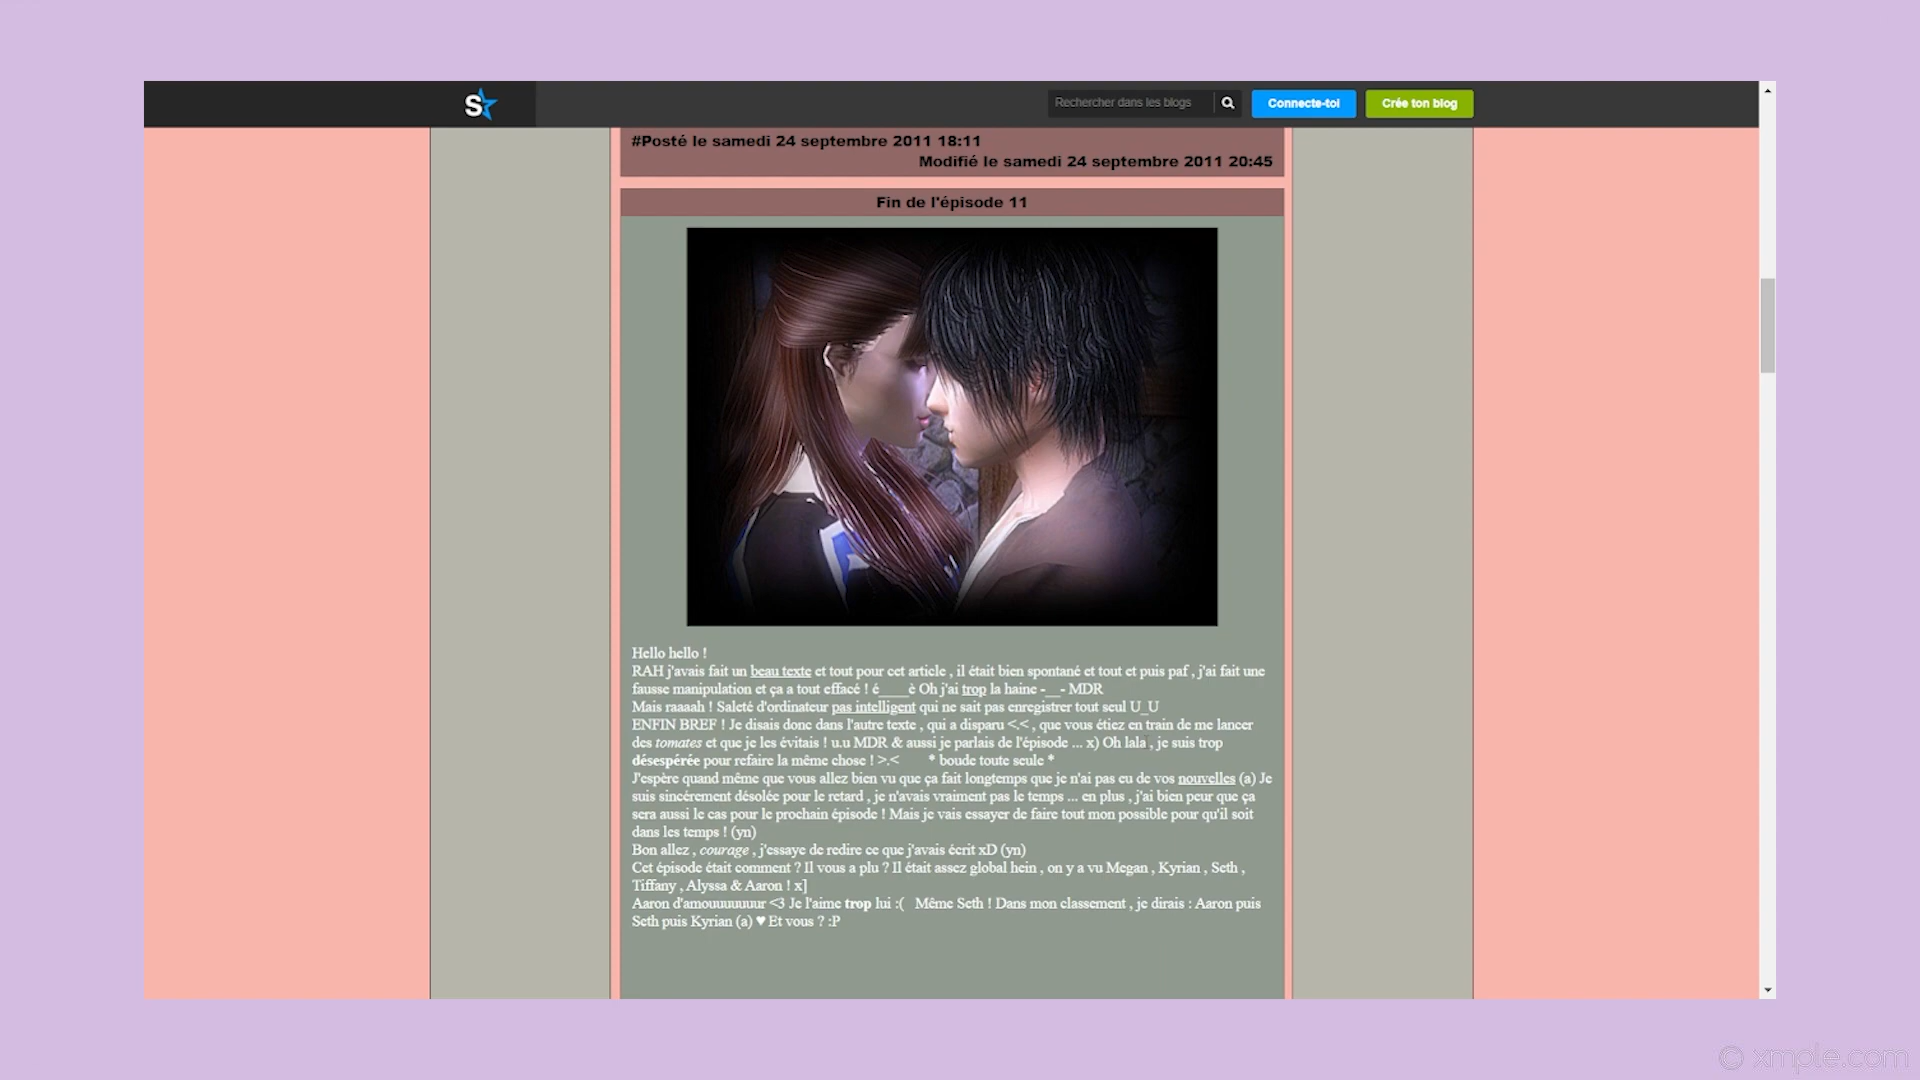 S
Rechercher dans les blogs
Connecte-toi
Crée ton blog
#Posté le samedi 24 septembre 2011 18:11
Modifié le samedi 24 septembre 2011 20:45
Fin de l'épisode 11
Hello hello !
RAH j'avais fait un beau texte et tout pour cet article , il était bien spontané et tout et puis paf , j'ai fait une
fausse manipulation et ça a tout effacé ! é____è Oh j'ai trop la haine -__- MDR
Mais raaaah ! Saleté d'ordinateur pas intelligent qui ne sait pas enregistrer tout seul U_U
ENFIN BREF ! Je disais donc dans l'autre texte , qui a disparu <.< , que vous étiez en train de me lancer
des tomates et que je les évitais ! u.u MDR & aussi je parlais de l'épisode ... x) Oh lala , je suis trop
désespérée pour refaire la même chose ! >.< * boude toute seule *
J'espère quand même que vous allez bien vu que ça fait longtemps que je n'ai pas eu de vos nouvelles (a) Je
suis sincérement désolée pour le retard , je n'avais vraiment pas le temps ... en plus , j'ai bien peur que ça
sera aussi le cas pour le prochain épisode ! Mais je vais essayer de faire tout mon possible pour qu'il soit
dans les temps ! (yn)
Bon allez , courage , j'essaye de redire ce que j'avais écrit xD (yn)
Cet épisode était comment ? Il vous a plu ? Il était assez global hein , on y a vu Megan , Kyrian , Seth ,
Tiffany , Alyssa & Aaron ! x]
Aaron d'amouuuuuuur <3 Je l'aime trop lui :( Même Seth ! Dans mon classement , je dirais : Aaron puis
Seth puis Kyrian (a) ♥ Et vous ? :P
© xmple.com